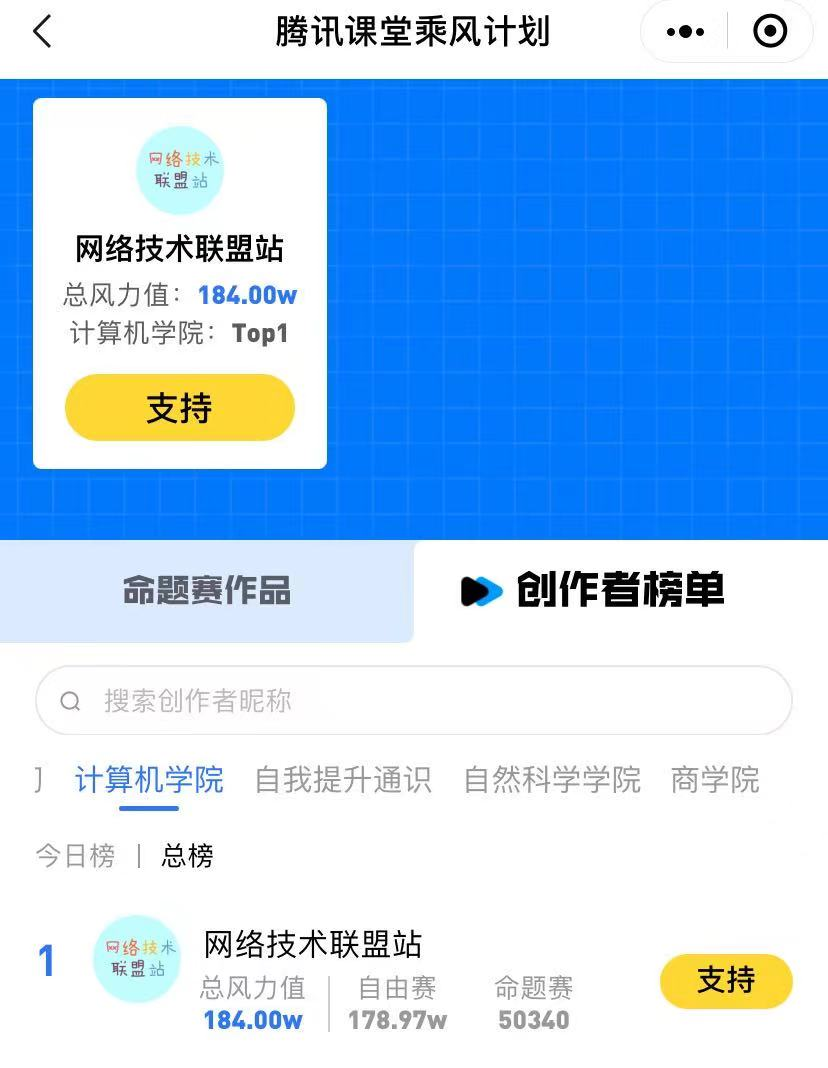 腾讯课堂乘风计划
网络技术
联盟站
网络技术联盟站
总风力值：184.00w
计算机学院：Top1
支持
命题赛作品
创作者榜单
搜索创作者昵称
计算机学院 自我提升通识 自然科学学院 商学院
今日榜 | 总榜
1
网络技术
联盟站
网络技术联盟站
总风力值 自由赛 命题赛
184.00w 178.97w 50340
支持